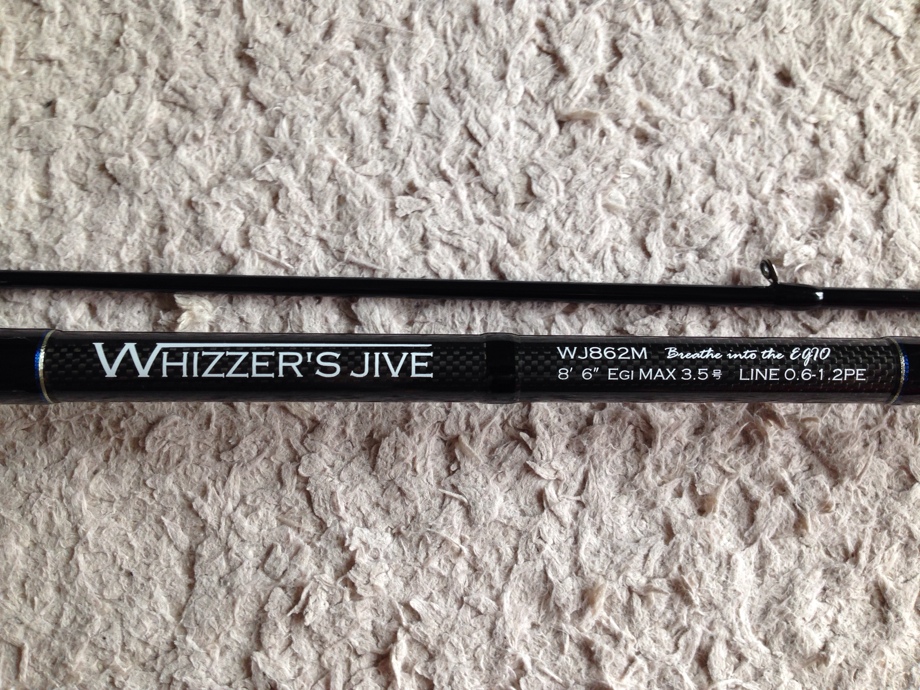 WHIZZER'S JIVE
WJ862M Breathe into the EGIO
8' 6" EGI MAX 3.5号 LINE 0.6-1.2PE